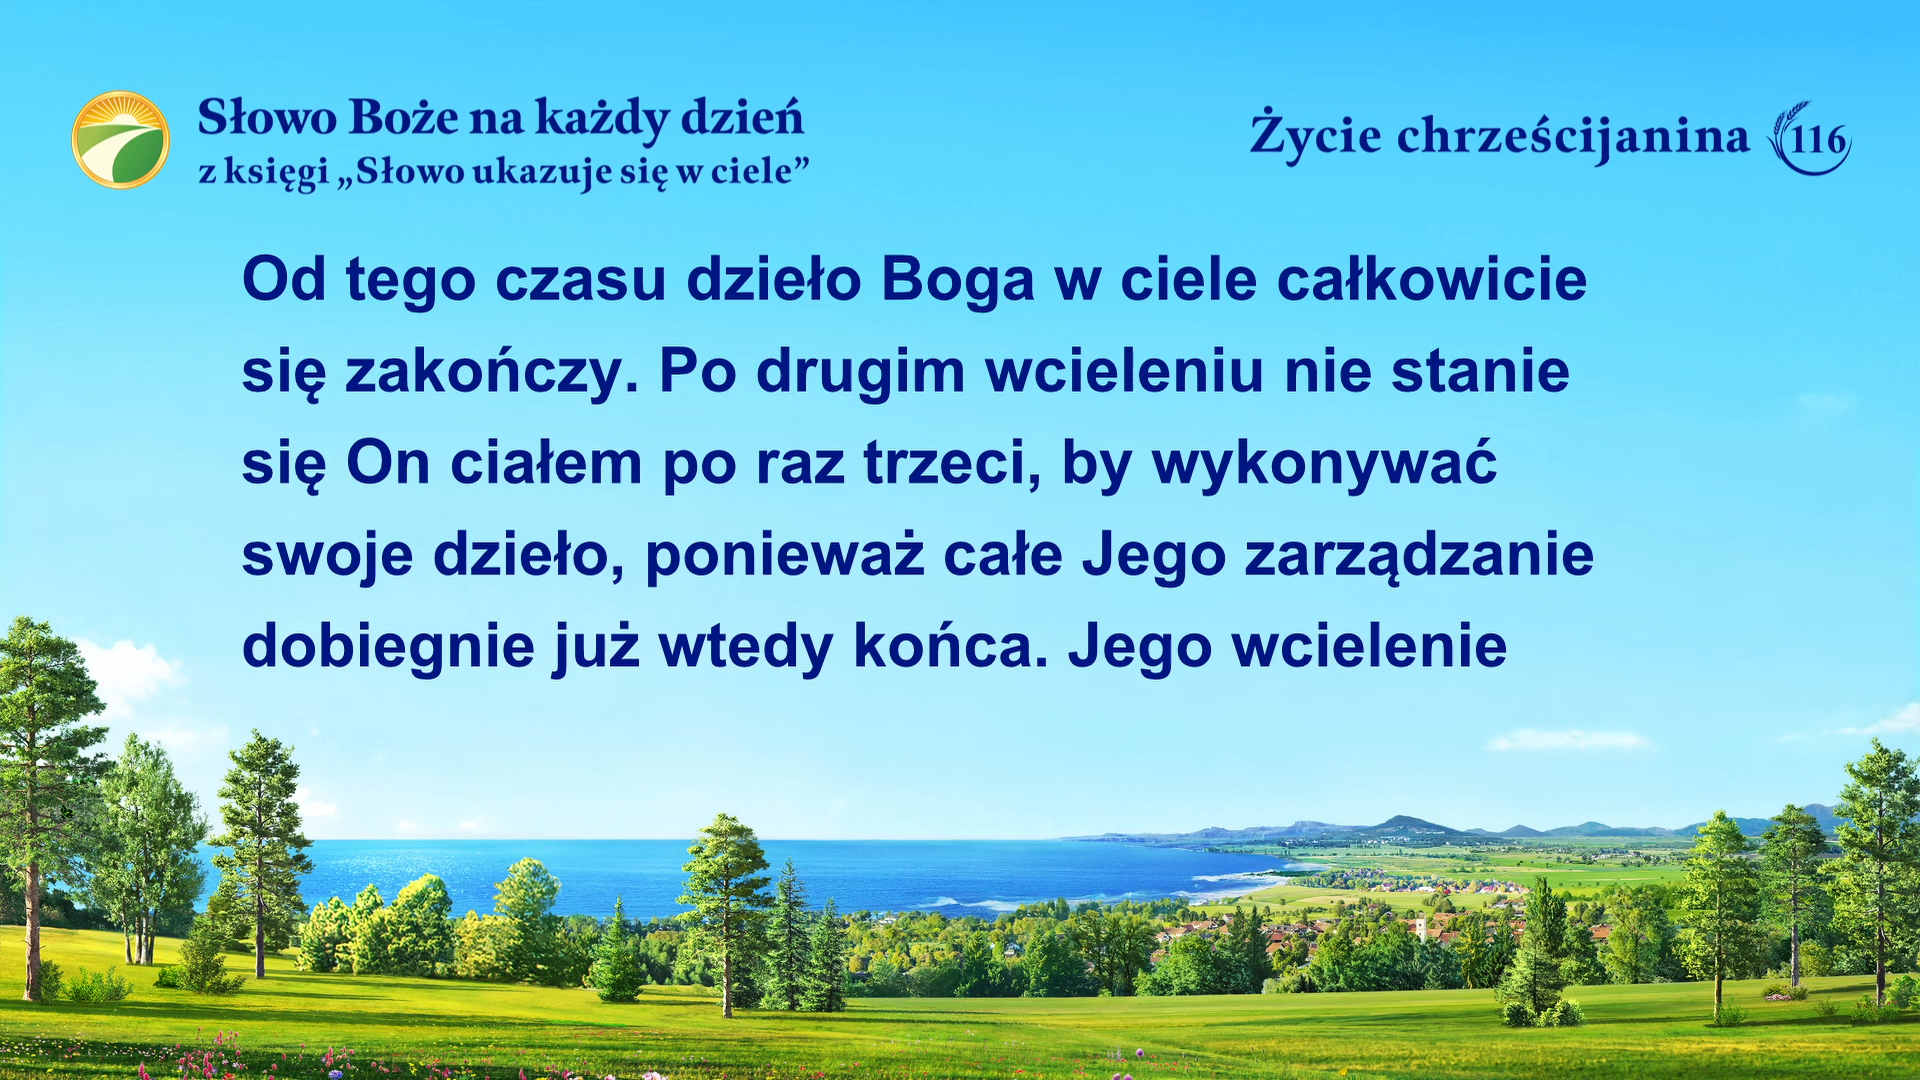 Słowo Boże na każdy dzień
z księgi „Słowo ukazuje się w ciele”
Życie chrześcijanina 116
Od tego czasu dzieło Boga w ciele całkowicie
się zakończy. Po drugim wcieleniu nie stanie
się On ciałem po raz trzeci, by wykonywać
swoje dzieło, ponieważ całe Jego zarządzanie
dobiegnie już wtedy końca. Jego wcielenie